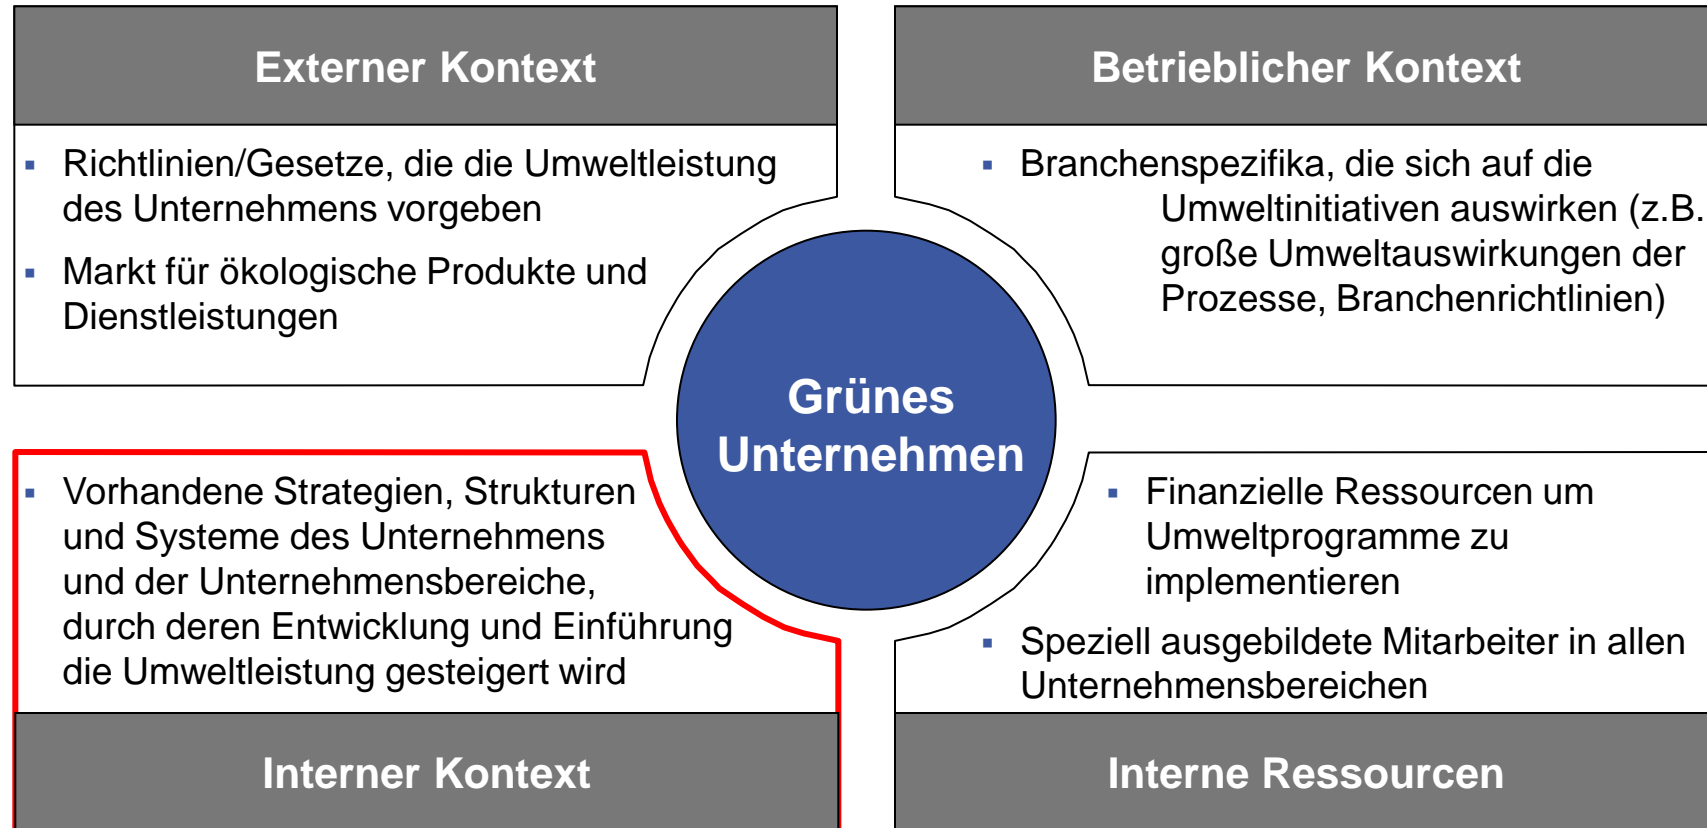 Externer Kontext
▪ Richtlinien/Gesetze, die die Umweltleistung
des Unternehmens vorgeben
▪ Markt für ökologische Produkte und
Dienstleistungen
Betrieblicher Kontext
▪ Branchenspezifika, die sich auf die
Umweltinitiativen auswirken (z.B.
große Umweltauswirkungen der
Prozesse, Branchenrichtlinien)
Grünes
Unternehmen
▪ Vorhandene Strategien, Strukturen
und Systeme des Unternehmens
und der Unternehmensbereiche,
durch deren Entwicklung und Einführung
die Umweltleistung gesteigert wird
Interner Kontext
▪ Finanzielle Ressourcen um
Umweltprogramme zu
implementieren
▪ Speziell ausgebildete Mitarbeiter in allen
Unternehmensbereichen
Interne Ressourcen